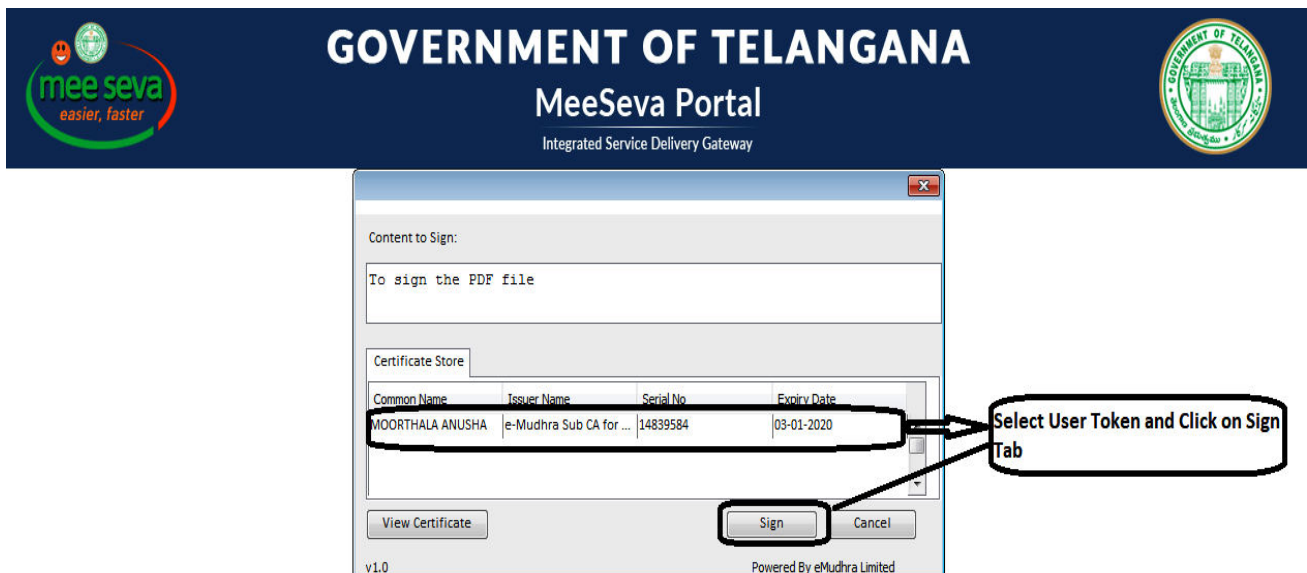 mee seva
easier, faster
GOVERNMENT OF TELANGANA
MeeSeva Portal
Integrated Service Delivery Gateway
GOVERNMENT OF TELANGANA
Content to Sign:
To sign the PDF file
Certificate Store
Common Name Issuer Name Serial No Expiry Date
MOORTHALA ANUSHA e-Mudhra Sub CA for ... 14839584 03-01-2020
Select User Token and Click on Sign
Tab
View Certificate Sign Cancel
v1.0 Powered By eMudhra Limited